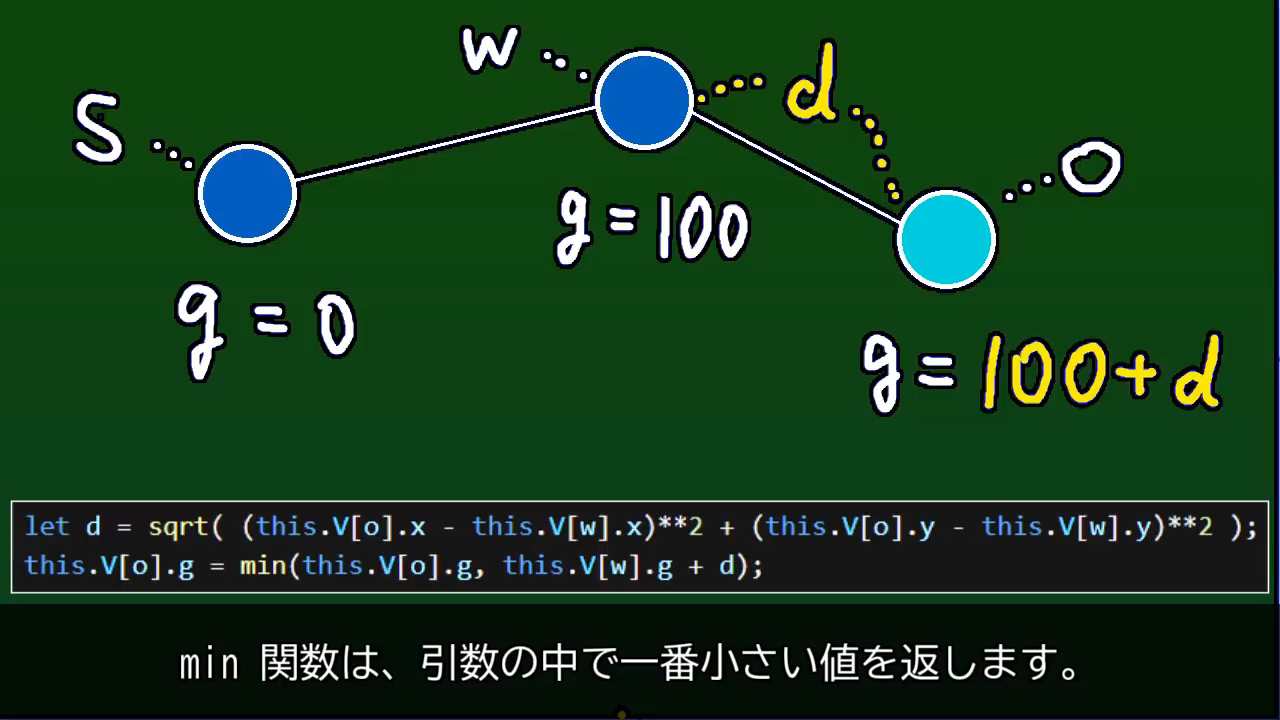 w
d
S
o
g = 100
g = 0
g = 100 + d
let d = sqrt( (this.V[o].x - this.V[w].x)**2 + (this.V[o].y - this.V[w].y)**2 );
this.V[o].g = min(this.V[o].g, this.V[w].g + d);
min 関数は、引数の中で一番小さい値を返します。